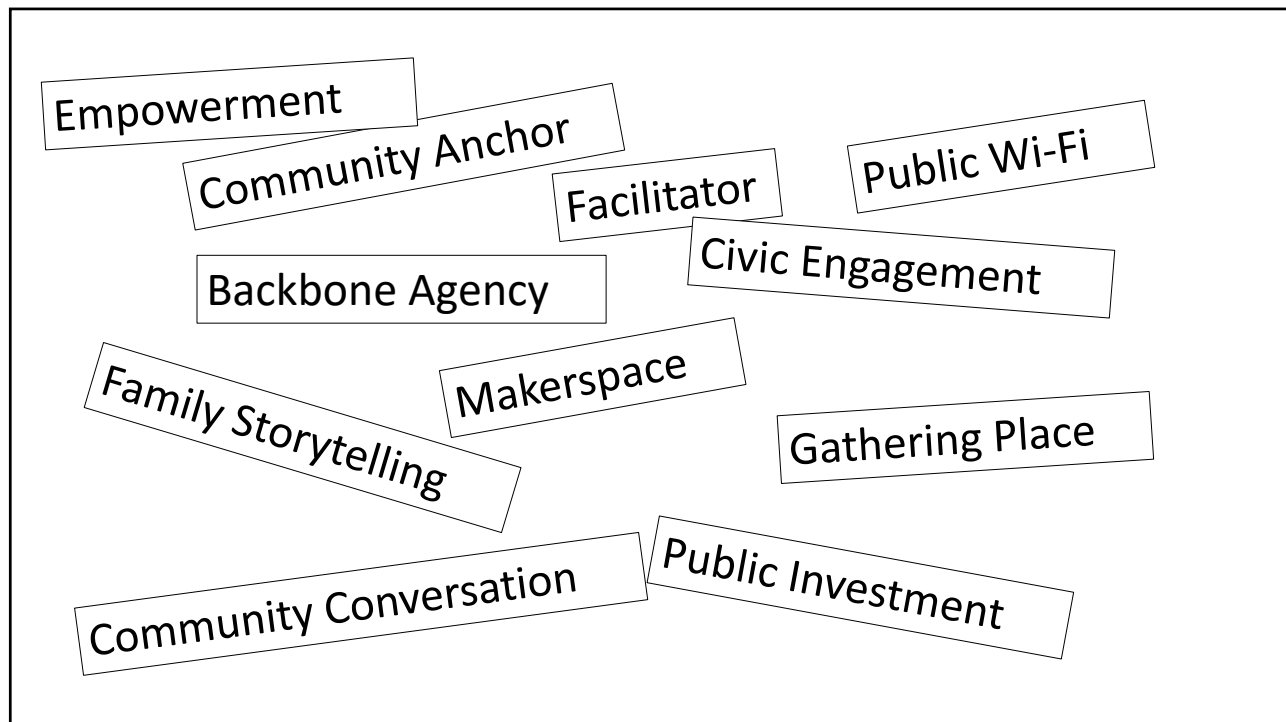 Empowerment
Community Anchor
Facilitator
Public Wi-Fi
Civic Engagement
Backbone Agency
Makerspace
Family Storytelling
Gathering Place
Community Conversation
Public Investment